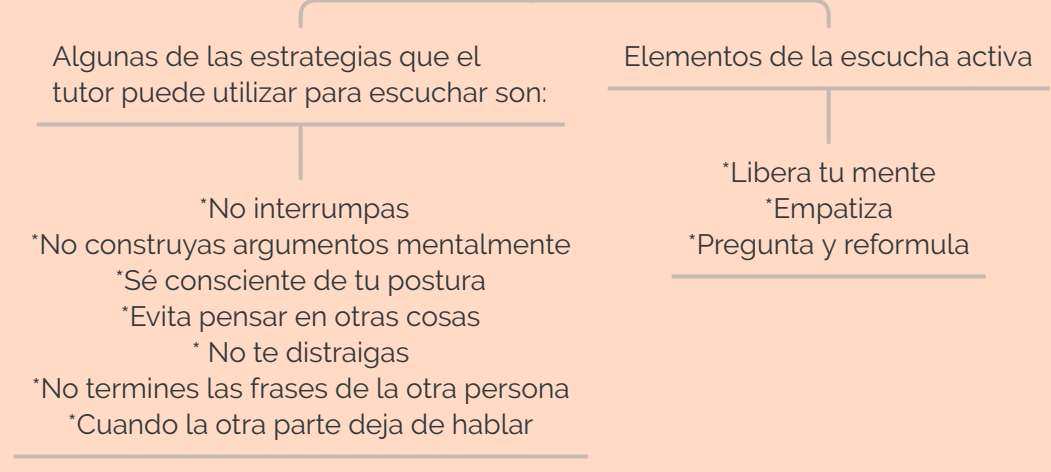 Algunas de las estrategias que el
tutor puede utilizar para escuchar son:
*No interrumpas
*No construyas argumentos mentalmente
*Sé consciente de tu postura
*Evita pensar en otras cosas
* No te distraigas
*No termines las frases de la otra persona
*Cuando la otra parte deja de hablar
Elementos de la escucha activa
*Libera tu mente
*Empatiza
*Pregunta y reformula